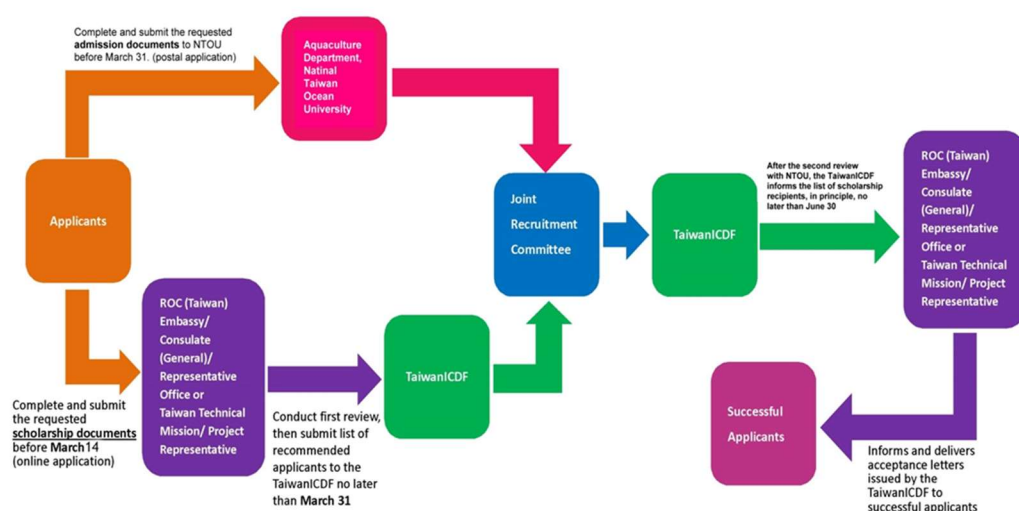 Complete and submit the requested
admission documents to NTOU
before March 31. (postal application)
Aquaculture
Department,
Natinal
Taiwan
Ocean
University
Applicants
Complete and submit
the requested
scholarship documents
before March14
(online application)
ROC (Taiwan)
Embassy/
Consulate
(General)/
Representative
Office or
Taiwan Technical
Mission/ Project
Representative
Conduct first review,
then submit list of
recommended
applicants to the
TaiwanICDF no later
than March 31
TaiwanICDF
Joint
Recruitment
Committee
TaiwanICDF
After the second review
with NTOU, the TaiwanICDF
informs the list of scholarship
recipients, in principle, no
later than June 30
ROC (Taiwan)
Embassy/
Consulate
(General)/
Representative
Office or
Taiwan Technical
Mission/ Project
Representative
Informs and delivers
acceptance letters
issued by the
TaiwanICDF to
successful applicants
Successful
Applicants